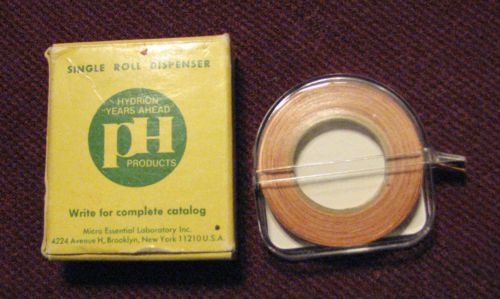 SINGLE ROLL DISPENSER
HYDRION
"YEARS AHEAD"
pH
PRODUCTS
Write for complete catalog
Micro Essential Laboratory Inc.
4224 Avenue H, Brooklyn, New York 11210 U.S.A.